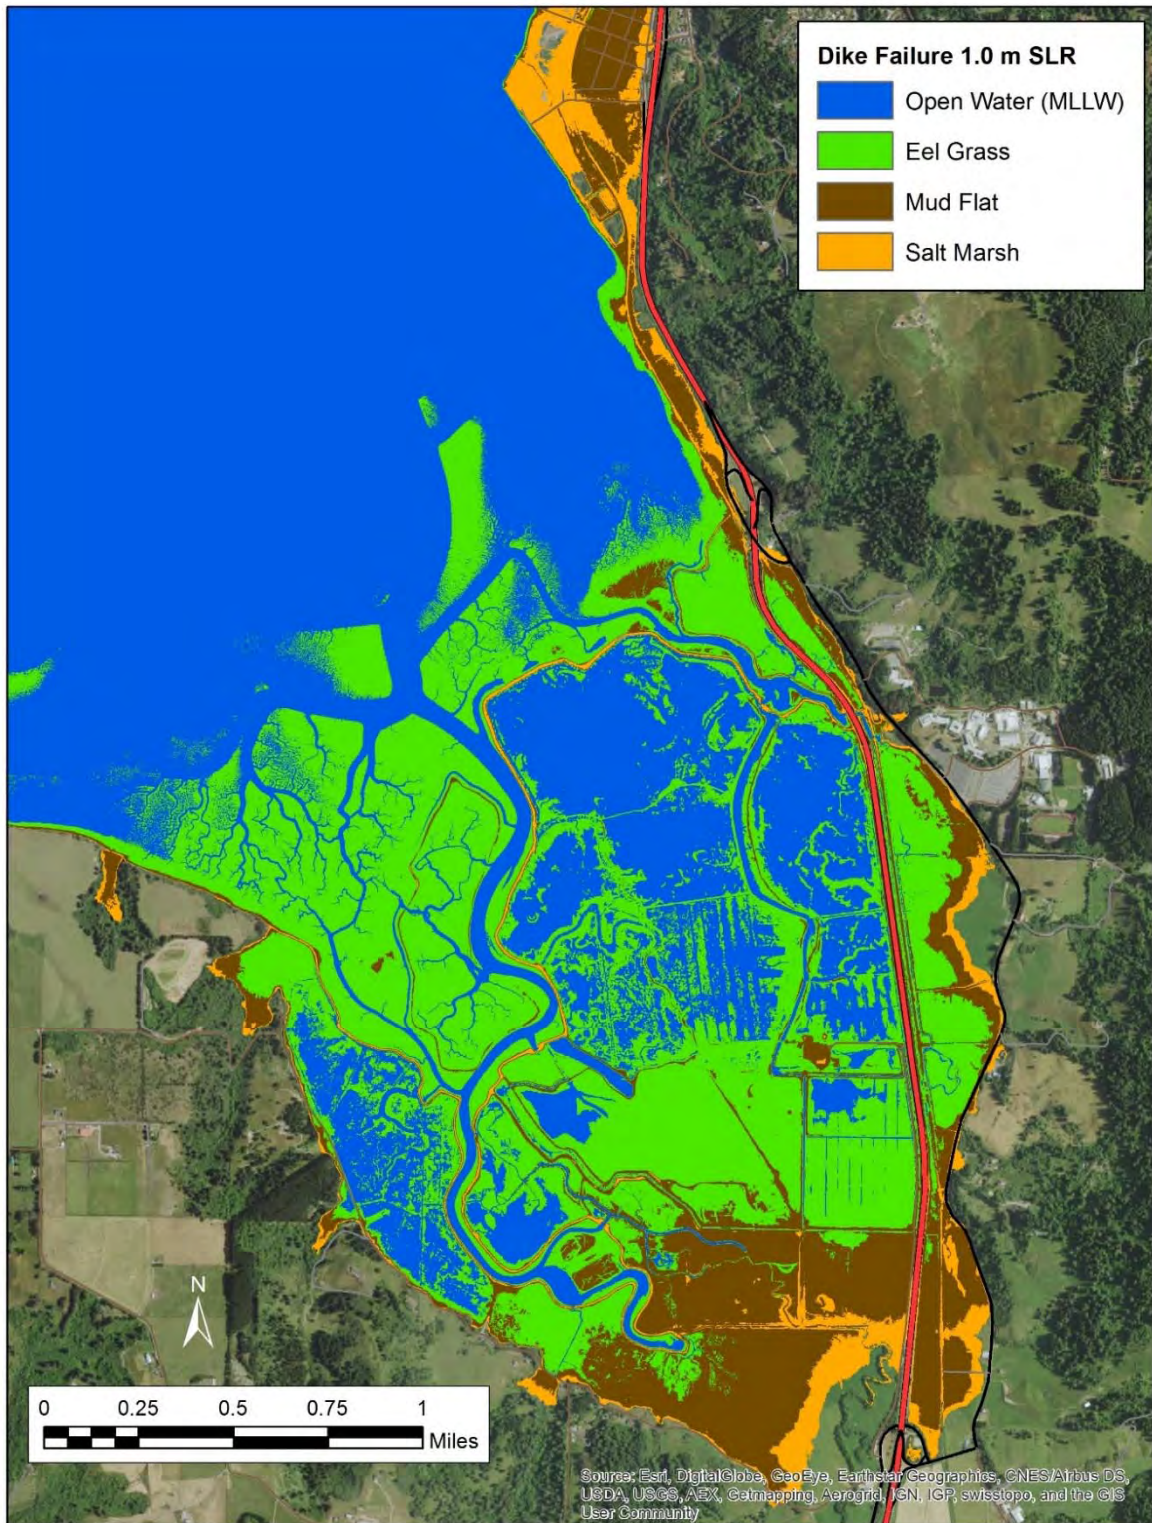 Dike Failure 1.0 m SLR
Open Water (MLLW)
Eel Grass
Mud Flat
Salt Marsh
N
0 0.25 0.5 0.75 1
Miles
Source: Esri, DigitalGlobe, GeoEye, Earthstar Geographics, CNES/Airbus DS,
USDA, USGS, AEX, Getmapping, Aerogrid, IGN, IGP, swisstopo, and the GIS
User Community